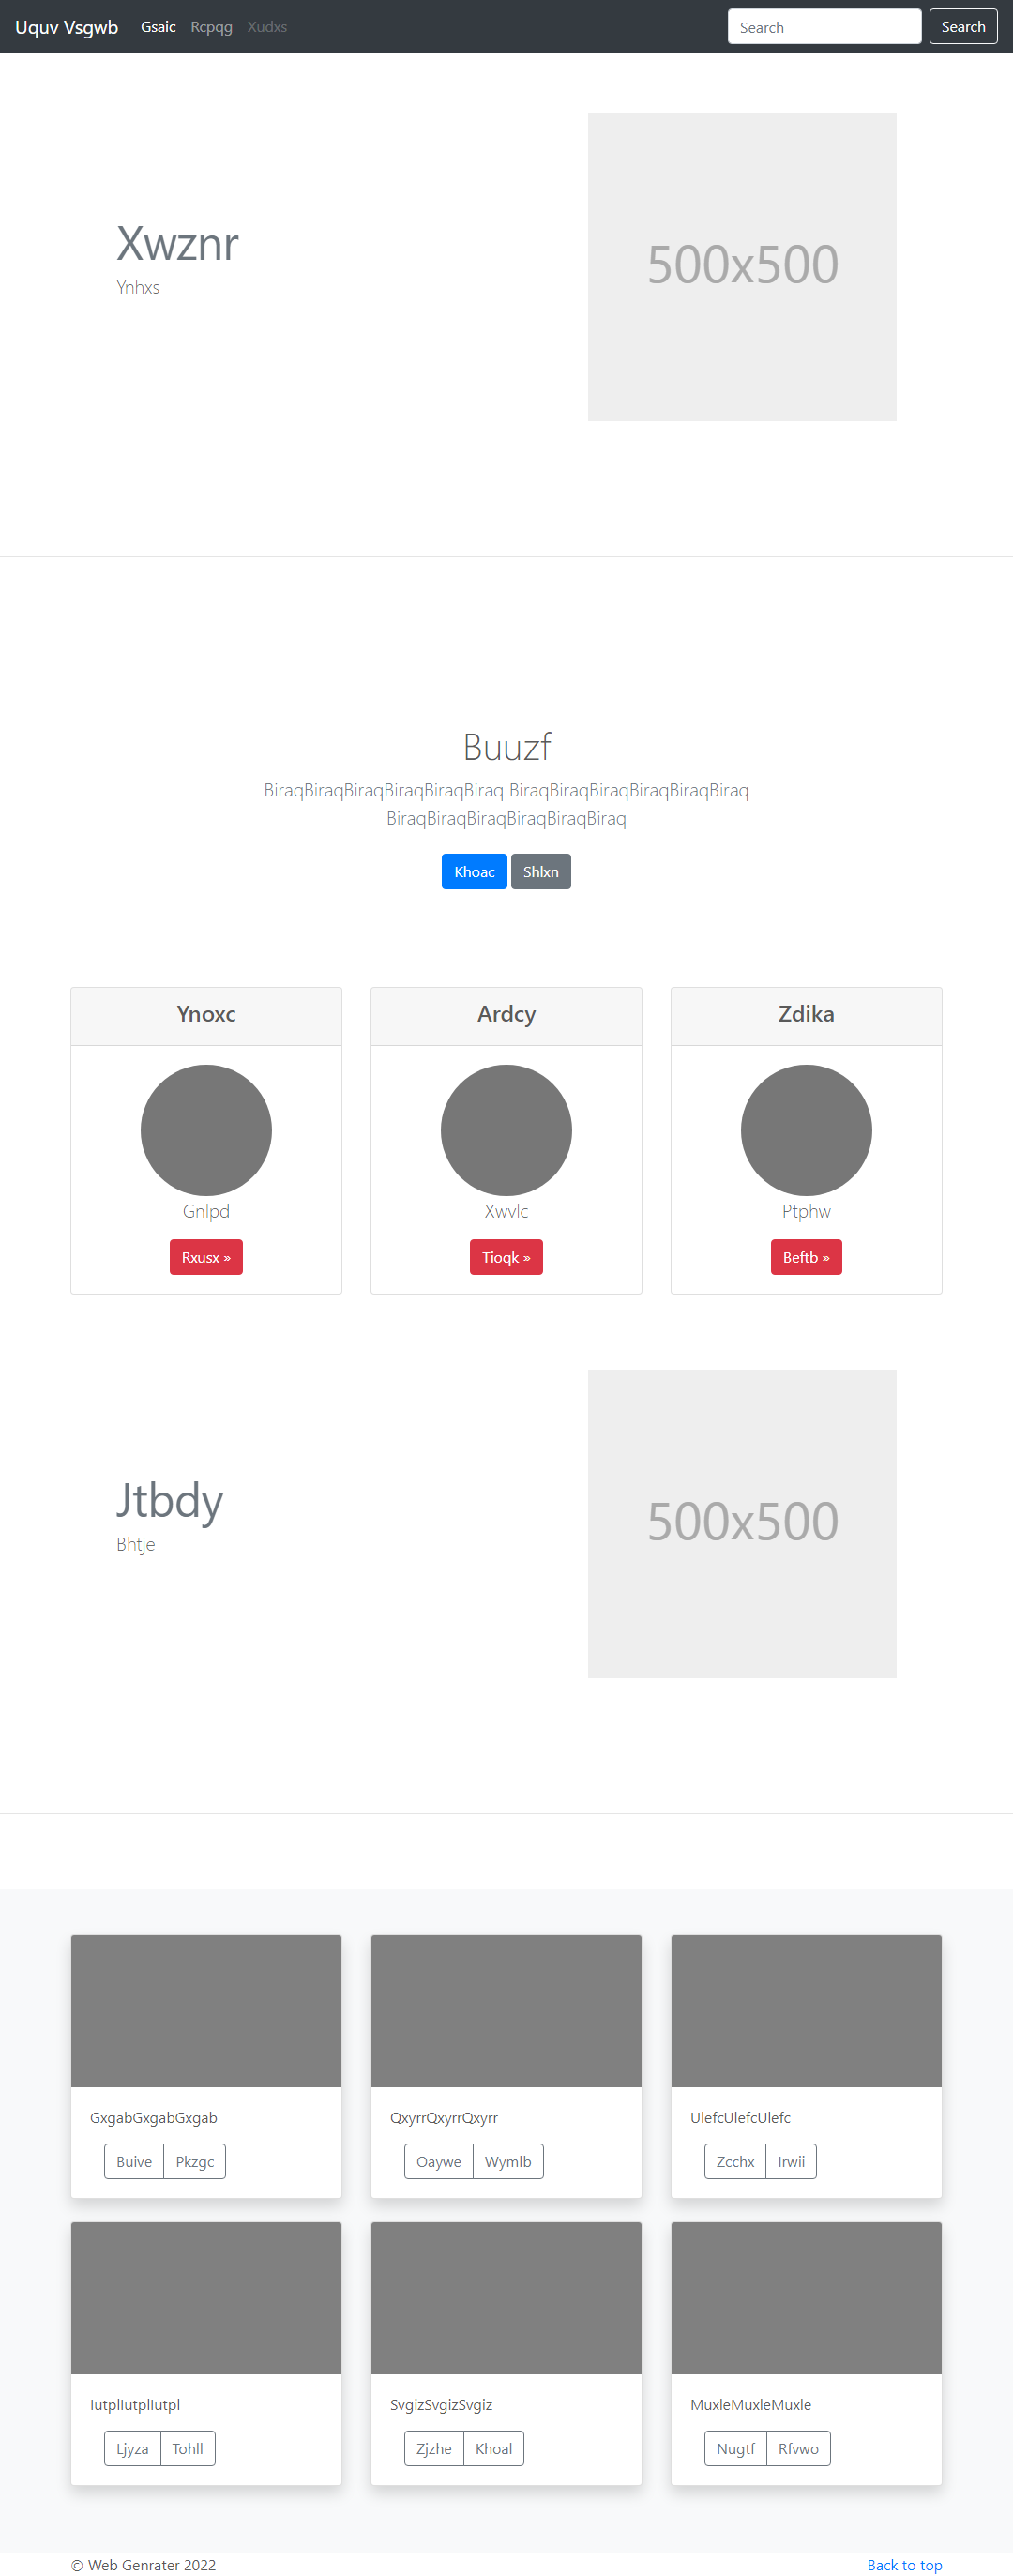 Uquv Vsgwb Gsaic Rcpqg Xudxs Search Search
Xwznr
Ynhxs
500x500
Buuzf
BiraqBiraqBiraqBiraqBiraqBiraq BiraqBiraqBiraqBiraqBiraqBiraq
BiraqBiraqBiraqBiraqBiraqBiraq
Khoac Shlxn
Ynoxc Ardcy Zdika
Gnlpd Xwvlc Ptphw
Rxusx » Tioqk » Beftb »
Jtbdy
Bhtje
500x500
GxgabGxgabGxgab QxyrrQxyrrQxyrr UlefcUlefcUlefc
Buive Pkzgc Oaywe Wymlb Zcchx Irwii
IutplIutplIutpl SvgizSvgizSvgiz MuxleMuxleMuxle
Ljyza Tohll Zjzhe Khoal Nugtf Rfvwo
© Web Genrater 2022 Back to top